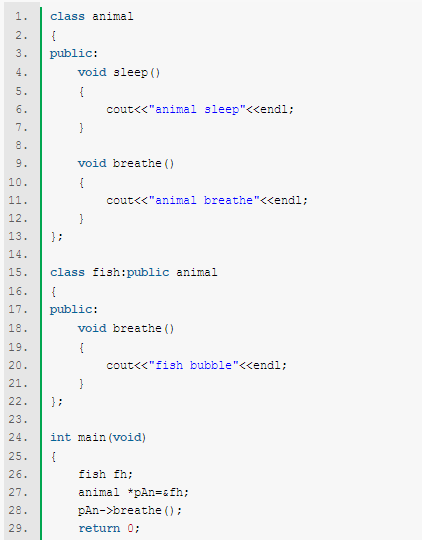 1. class animal
2. {
3. public:
4. void sleep()
5. {
6. cout<<"animal sleep"<<endl;
7. }
8.
9. void breathe()
10. {
11. cout<<"animal breathe"<<endl;
12. }
13. };
14.
15. class fish:public animal
16. {
17. public:
18. void breathe()
19. {
20. cout<<"fish bubble"<<endl;
21. }
22. };
23.
24. int main(void)
25. {
26. fish fh;
27. animal *pAn=&fh;
28. pAn->breathe();
29. return 0;